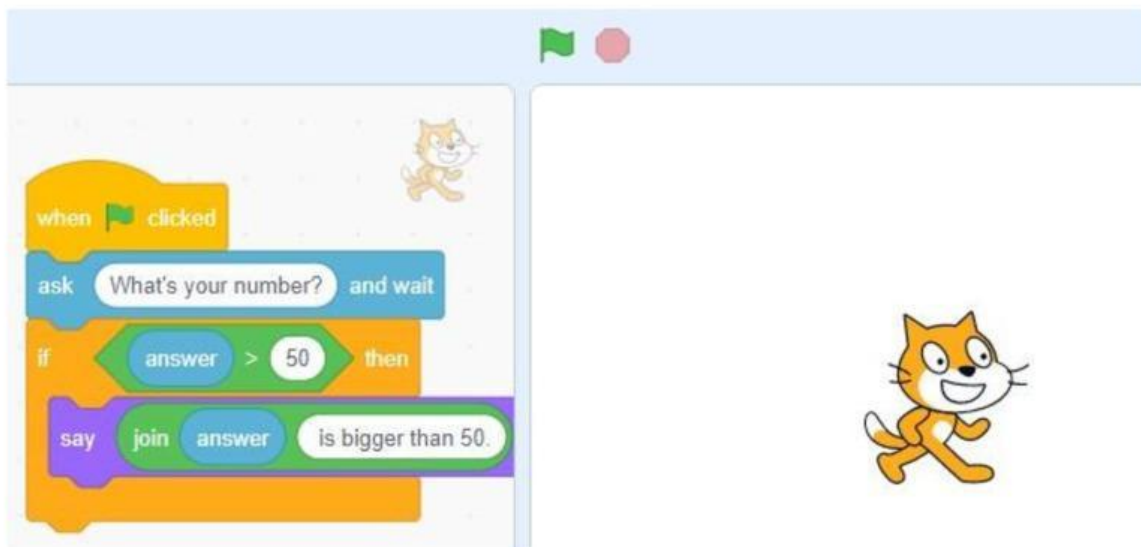 when clicked
ask What's your number? and wait
if answer > 50 then
say join answer is bigger than 50.